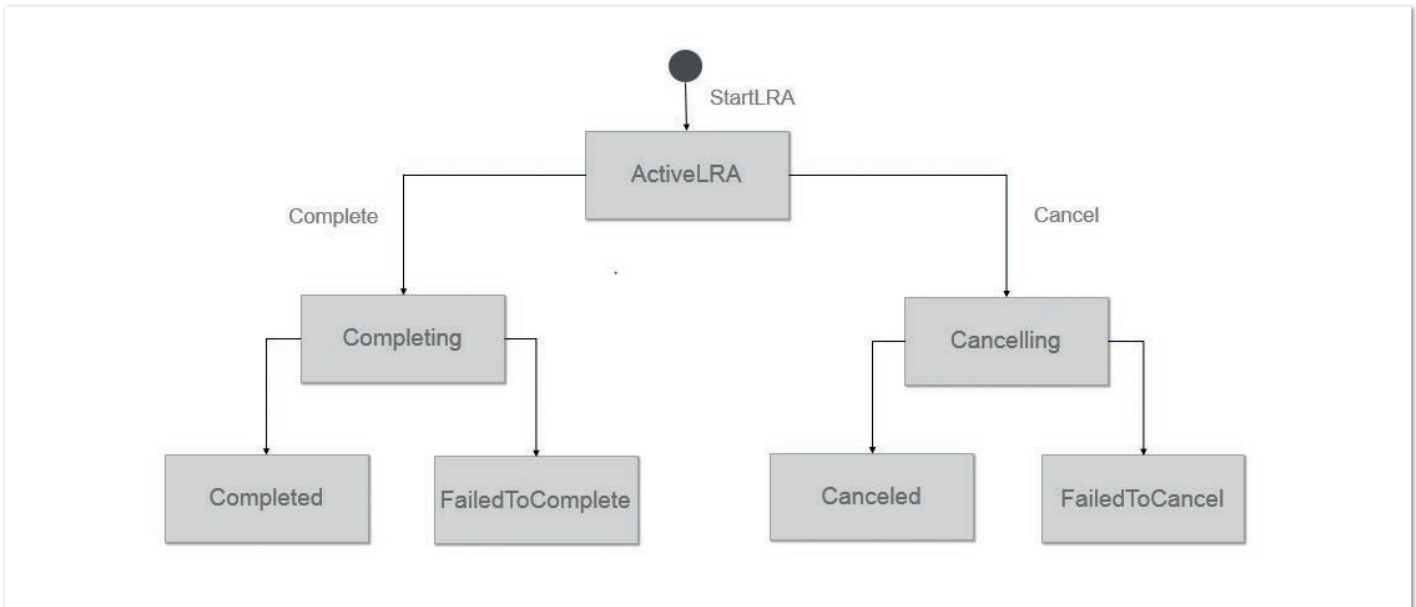 StartLRA
ActiveLRA
Complete
Cancel
Completing
Cancelling
Completed
FailedToComplete
Canceled
FailedToCancel